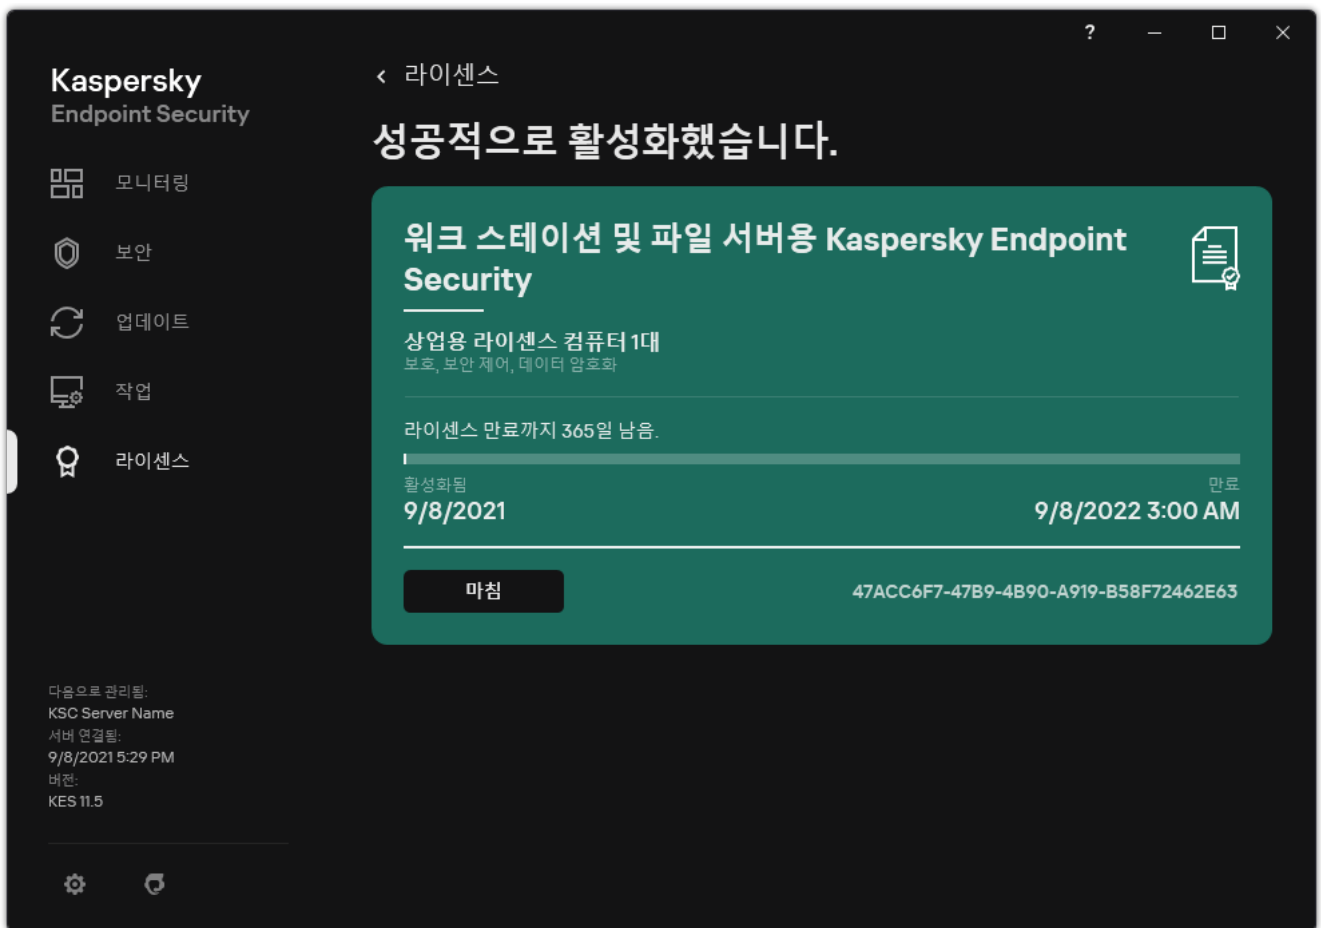 ?
Kaspersky
Endpoint Security
모니터링
보안
업데이트
작업
라이센스
다음으로 관리됨:
KSC Server Name
서버 연결됨:
9/8/2021 5:29 PM
버전:
KES 11.5
라이센스
성공적으로 활성화했습니다.
워크 스테이션 및 파일 서버용 Kaspersky Endpoint
Security
상업용 라이센스 컴퓨터 1대
보호, 보안 제어, 데이터 암호화
라이센스 만료까지 365일 남음.
활성화됨 만료
9/8/2021 9/8/2022 3:00 AM
마침 47ACC6F7-47B9-4B90-A919-B58F72462E63